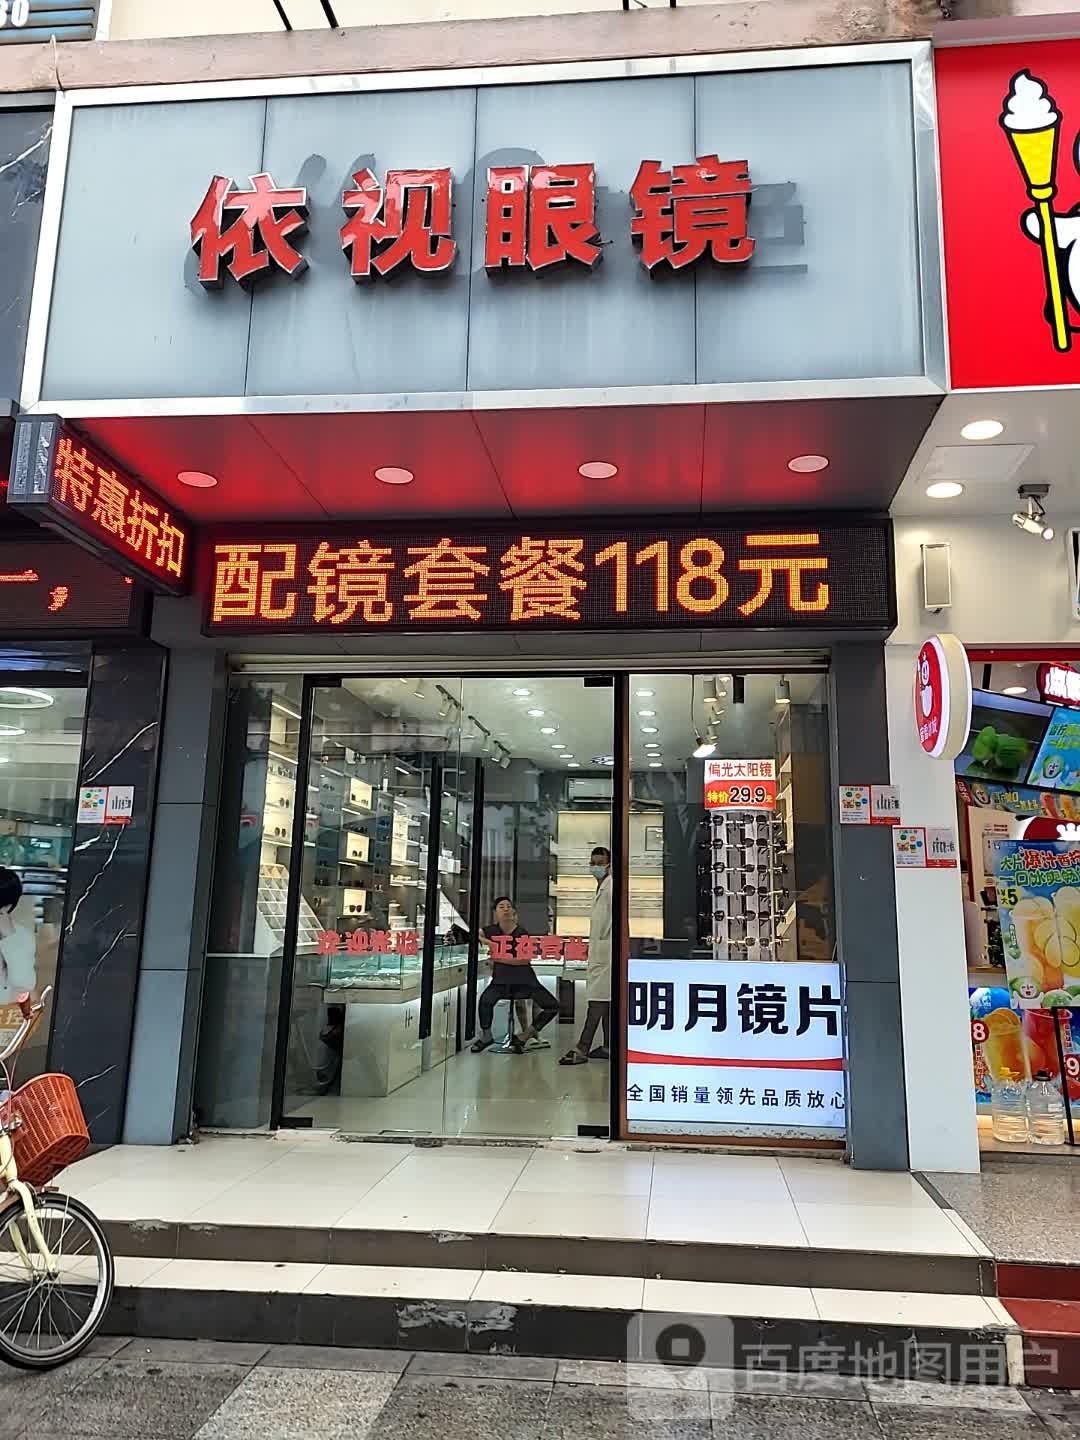 依视眼镜
特惠折扣
配镜套餐118元
偏光太阳镜
特价29.9元
欢迎光临
正在营业
明月镜片
全国销量领先品质放心
百度地图用户